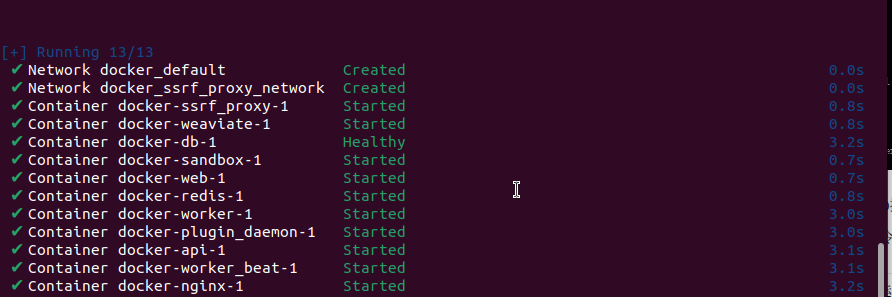 [+] Running 13/13
✔ Network docker_default Created 0.0s
✔ Network docker_ssrf_proxy_network Created 0.0s
✔ Container docker-ssrf_proxy-1 Started 0.8s
✔ Container docker-weaviate-1 Started 0.8s
✔ Container docker-db-1 Healthy 3.2s
✔ Container docker-sandbox-1 Started 0.7s
✔ Container docker-web-1 Started 0.7s
✔ Container docker-redis-1 Started 0.8s
✔ Container docker-worker-1 Started 3.0s
✔ Container docker-plugin_daemon-1 Started 3.0s
✔ Container docker-api-1 Started 3.1s
✔ Container docker-worker_beat-1 Started 3.1s
✔ Container docker-nginx-1 Started 3.2s